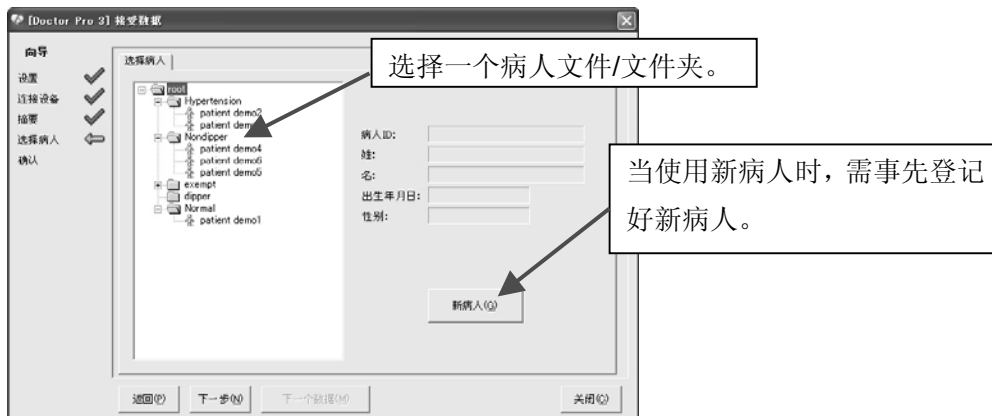 [Doctor Pro 3] 接受数据
向导
设置
连接设备
摘要
选择病人
确认
选择病人
root
Hypertension
patient demo2
patient dem
Nondipper
patient demo4
patient demo6
patient demo5
exempt
dipper
Normal
patient demo1
选择一个病人文件/文件夹。
病人ID:
姓:
名:
出生年月日:
性别:
当使用新病人时，需事先登记
好新病人。
新病人(G)
返回(P)
下一步(N)
下一个数据(M)
关闭(C)